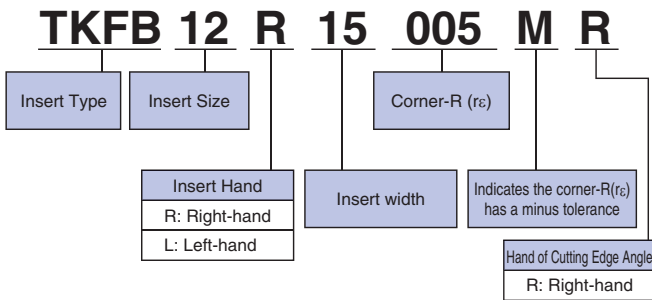 TKFB 12 R 15 005 M R
Insert Type
Insert Size
Corner-R (rε)
Insert Hand
R: Right-hand
L: Left-hand
Insert width
Indicates the corner-R(rε)
has a minus tolerance
Hand of Cutting Edge Angle
R: Right-hand